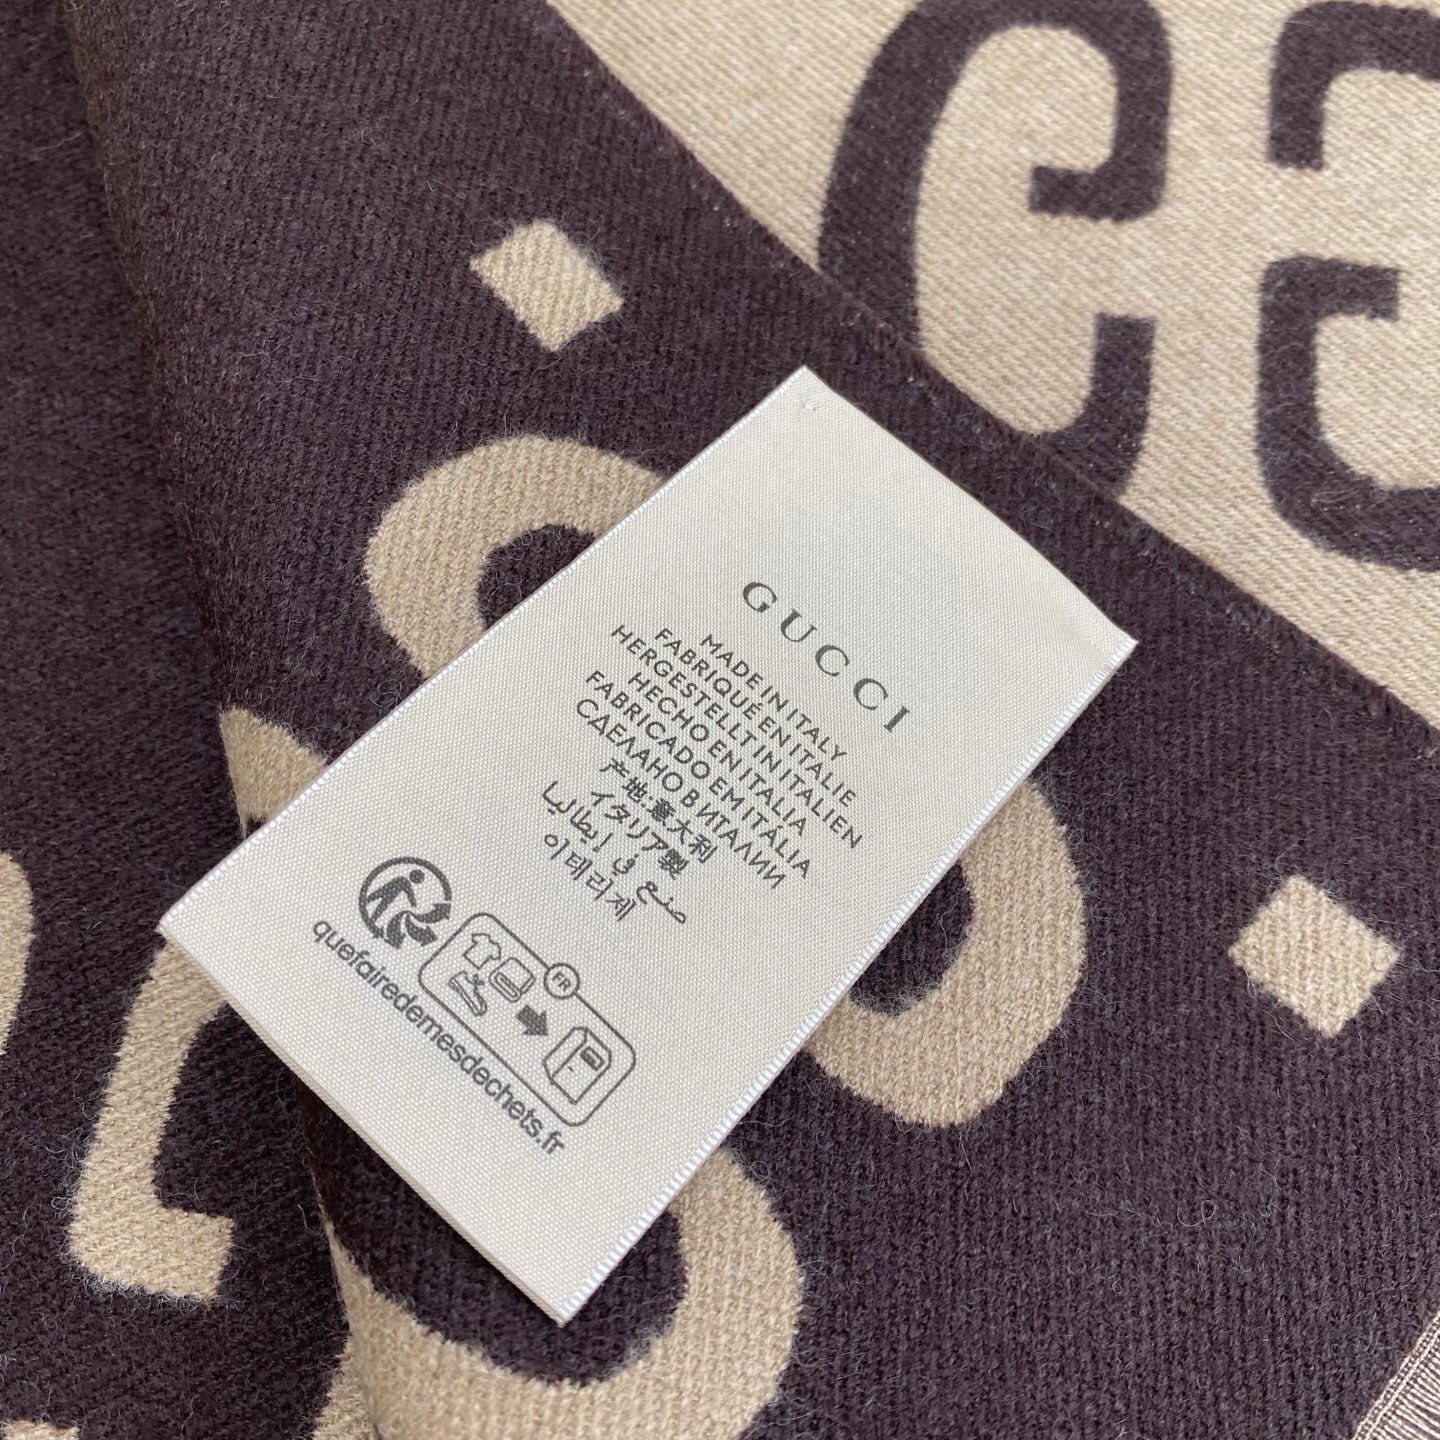 GUCCI
MADE IN ITALY
FABRIQUÉ EN ITALIE
HERGESTELLT IN ITALIEN
HECHO EN ITALIA
FABRICADO EM ITÁLIA
СДЕЛАНО В ИТАЛИИ
产地:意大利
イタリア製
صنع في إيطاليا
이태리제
FR
quefairedemesdechets.fr